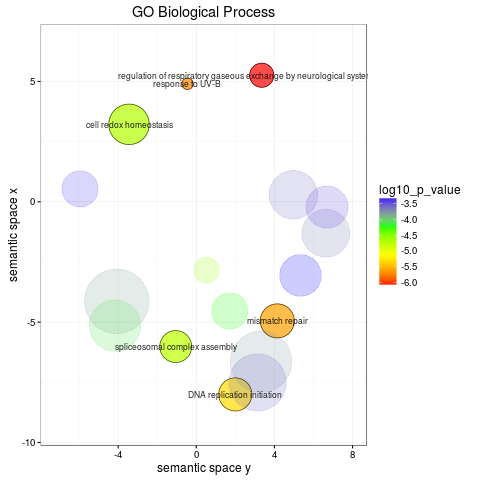 GO Biological Process
regulation of respiratory gaseous exchange by neurological syster
response to UV-B
cell redox homeostasis
mismatch repair
spliceosomal complex assembly
DNA replication initiation
5
0
-5
-10
-4
0
4
8
semantic space x
semantic space y
log10_p_value
-3.5
-4.0
-4.5
-5.0
-5.5
-6.0